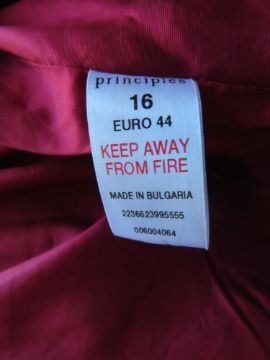 principles
16
EURO 44
KEEP AWAY
FROM FIRE
MADE IN BULGARIA
2236623995555
006004064